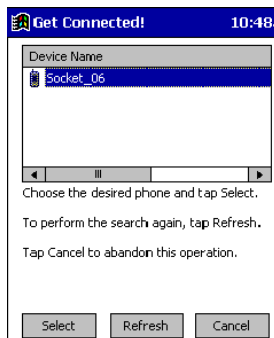 Get Connected! 10:48
Device Name
Socket_06
Choose the desired phone and tap Select.
To perform the search again, tap Refresh.
Tap Cancel to abandon this operation.
Select Refresh Cancel